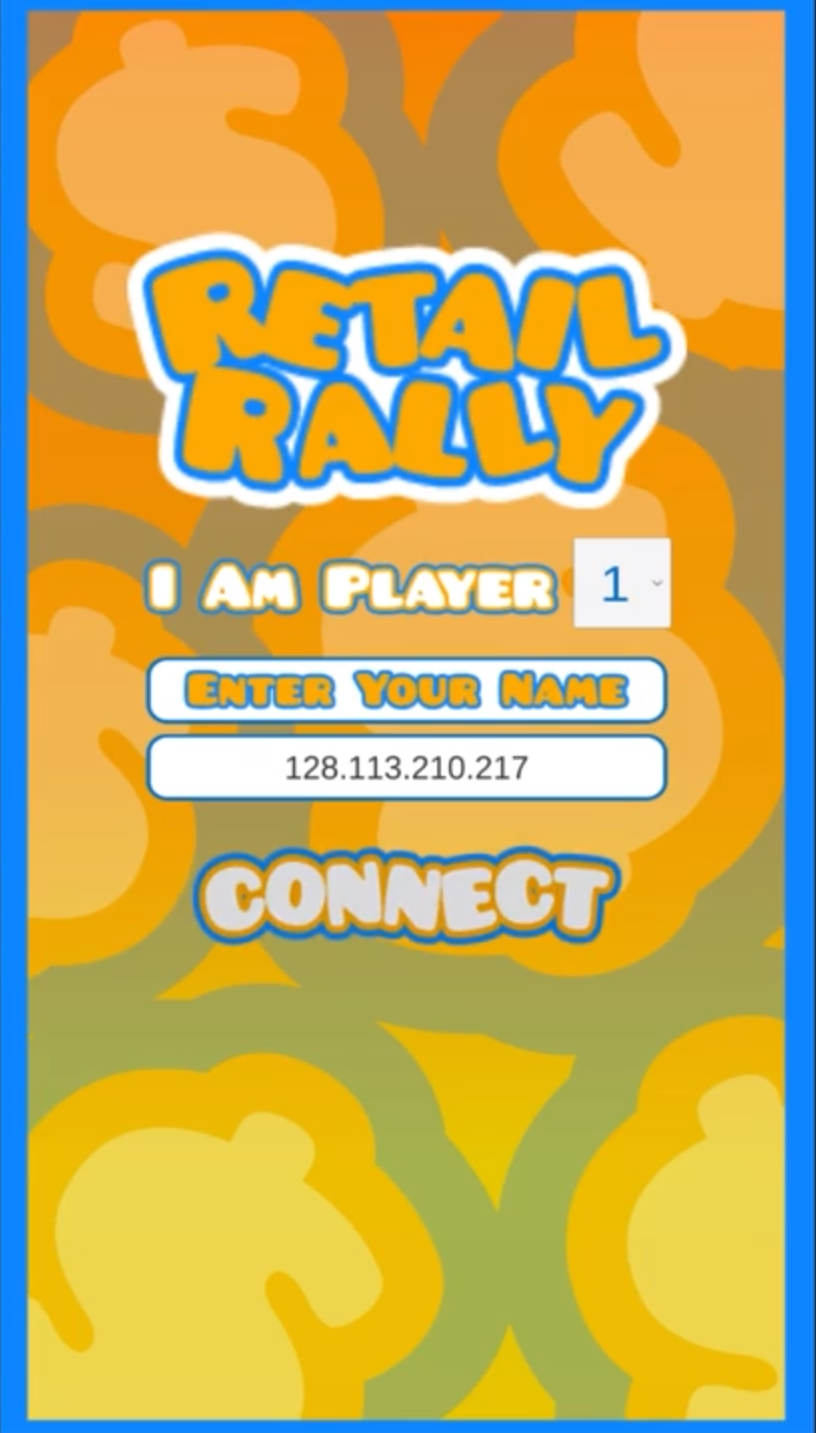 RETAIL
RALLY
I AM PLAYER 1
ENTER YOUR NAME
128.113.210.217
CONNECT